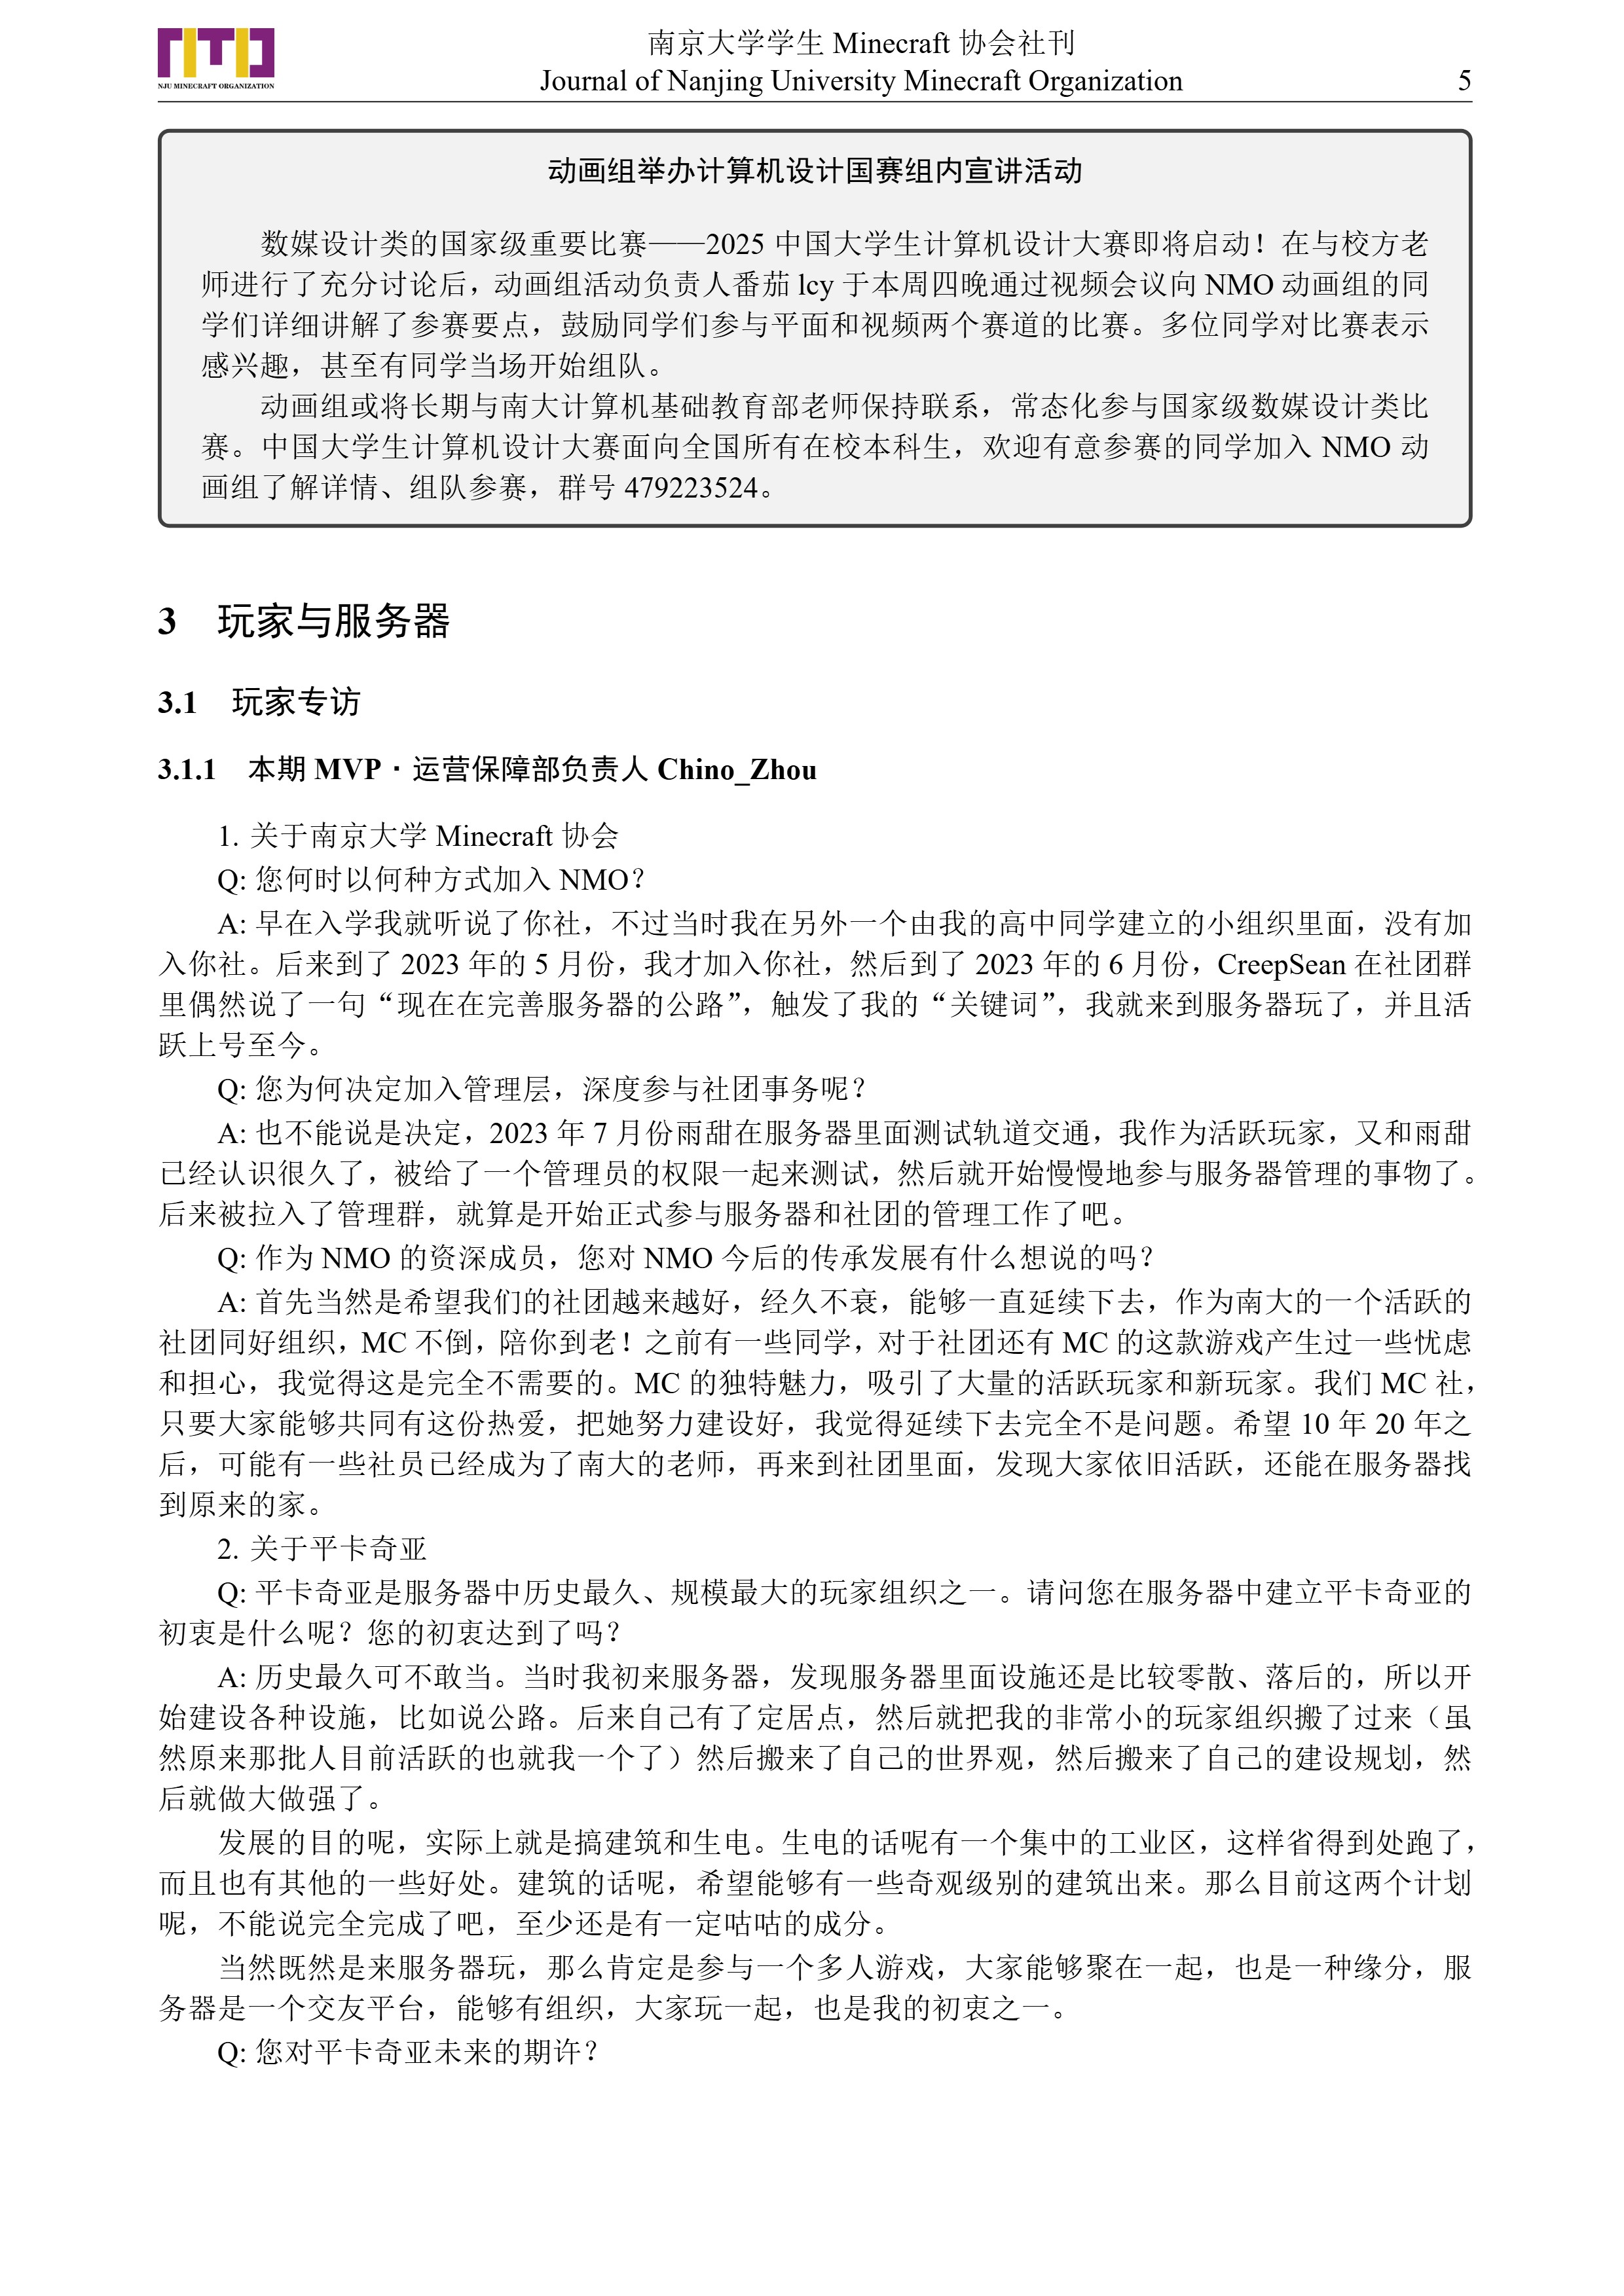 NJU MINECRAFT ORGANIZATION
南京大学学生 Minecraft 协会社刊
Journal of Nanjing University Minecraft Organization
5
动画组举办计算机设计国赛组内宣讲活动
数媒设计类的国家级重要比赛——2025 中国大学生计算机设计大赛即将启动！在与校方老
师进行了充分讨论后，动画组活动负责人番茄 lcy 于本周四晚通过视频会议向 NMO 动画组的同
学们详细讲解了参赛要点，鼓励同学们参与平面和视频两个赛道的比赛。多位同学对比赛表示
感兴趣，甚至有同学当场开始组队。
动画组或将长期与南大计算机基础教育部老师保持联系，常态化参与国家级数媒设计类比
赛。中国大学生计算机设计大赛面向全国所有在校本科生，欢迎有意参赛的同学加入 NMO 动
画组了解详情、组队参赛，群号 479223524。
3 玩家与服务器
3.1 玩家专访
3.1.1 本期 MVP · 运营保障部负责人 Chino_Zhou
1. 关于南京大学 Minecraft 协会
Q: 您何时以何种方式加入 NMO？
A: 早在入学我就听说了你社，不过当时我在另外一个由我的高中同学建立的小组织里面，没有加
入你社。后来到了 2023 年的 5 月份，我才加入你社，然后到了 2023 年的 6 月份，CreepSean 在社团群
里偶然说了一句“现在在完善服务器的公路”，触发了我的“关键词”，我就来到服务器玩了，并且活
跃上号至今。
Q: 您为何决定加入管理层，深度参与社团事务呢？
A: 也不能说是决定，2023 年 7 月份雨甜在服务器里面测试轨道交通，我作为活跃玩家，又和雨甜
已经认识很久了，被给了一个管理员的权限一起来测试，然后就开始慢慢地参与服务器管理的事物了。
后来被拉入了管理群，就算是开始正式参与服务器和社团的管理工作了吧。
Q: 作为 NMO 的资深成员，您对 NMO 今后的传承发展有什么想说的吗？
A: 首先当然是希望我们的社团越来越好，经久不衰，能够一直延续下去，作为南大的一个活跃的
社团同好组织，MC 不倒，陪你到老！之前有一些同学，对于社团还有 MC 的这款游戏产生过一些忧虑
和担心，我觉得这是完全不需要的。MC 的独特魅力，吸引了大量的活跃玩家和新玩家。我们 MC 社，
只要大家能够共同有这份热爱，把她努力建设好，我觉得延续下去完全不是问题。希望 10 年 20 年之
后，可能有一些社员已经成为了南大的老师，再来到社团里面，发现大家依旧活跃，还能在服务器找
到原来的家。
2. 关于平卡奇亚
Q: 平卡奇亚是服务器中历史最久、规模最大的玩家组织之一。请问您在服务器中建立平卡奇亚的
初衷是什么呢？您的初衷达到了吗？
A: 历史最久可不敢当。当时我初来服务器，发现服务器里面设施还是比较零散、落后的，所以开
始建设各种设施，比如说公路。后来自己有了定居点，然后就把我的非常小的玩家组织搬了过来（虽
然原来那批人目前活跃的也就我一个了）然后搬来了自己的世界观，然后搬来了自己的建设规划，然
后就做大做强了。
发展的目的呢，实际上就是搞建筑和生电。生电的话呢有一个集中的工业区，这样省得到处跑了，
而且也有其他的一些好处。建筑的话呢，希望能够有一些奇观级别的建筑出来。那么目前这两个计划
呢，不能说完全完成了吧，至少还是有一定咕咕的成分。
当然既然是来服务器玩，那么肯定是参与一个多人游戏，大家能够聚在一起，也是一种缘分，服
务器是一个交友平台，能够有组织，大家玩一起，也是我的初衷之一。
Q: 您对平卡奇亚未来的期许？